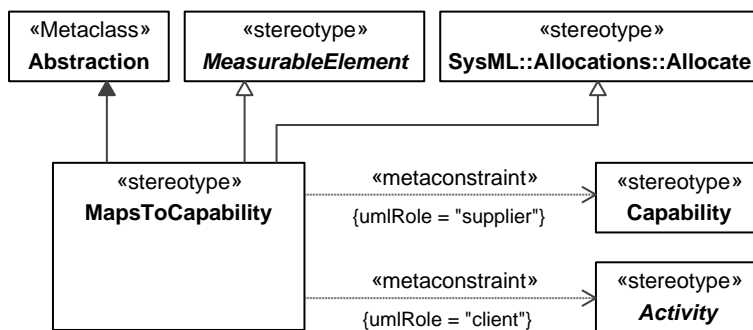 «Metaclass»
Abstraction
«stereotype»
MeasurableElement
«stereotype»
SysML::Allocations::Allocate
«stereotype»
MapsToCapability
«metaconstraint»
{umlRole = "supplier"}
«stereotype»
Capability
«metaconstraint»
{umlRole = "client"}
«stereotype»
Activity